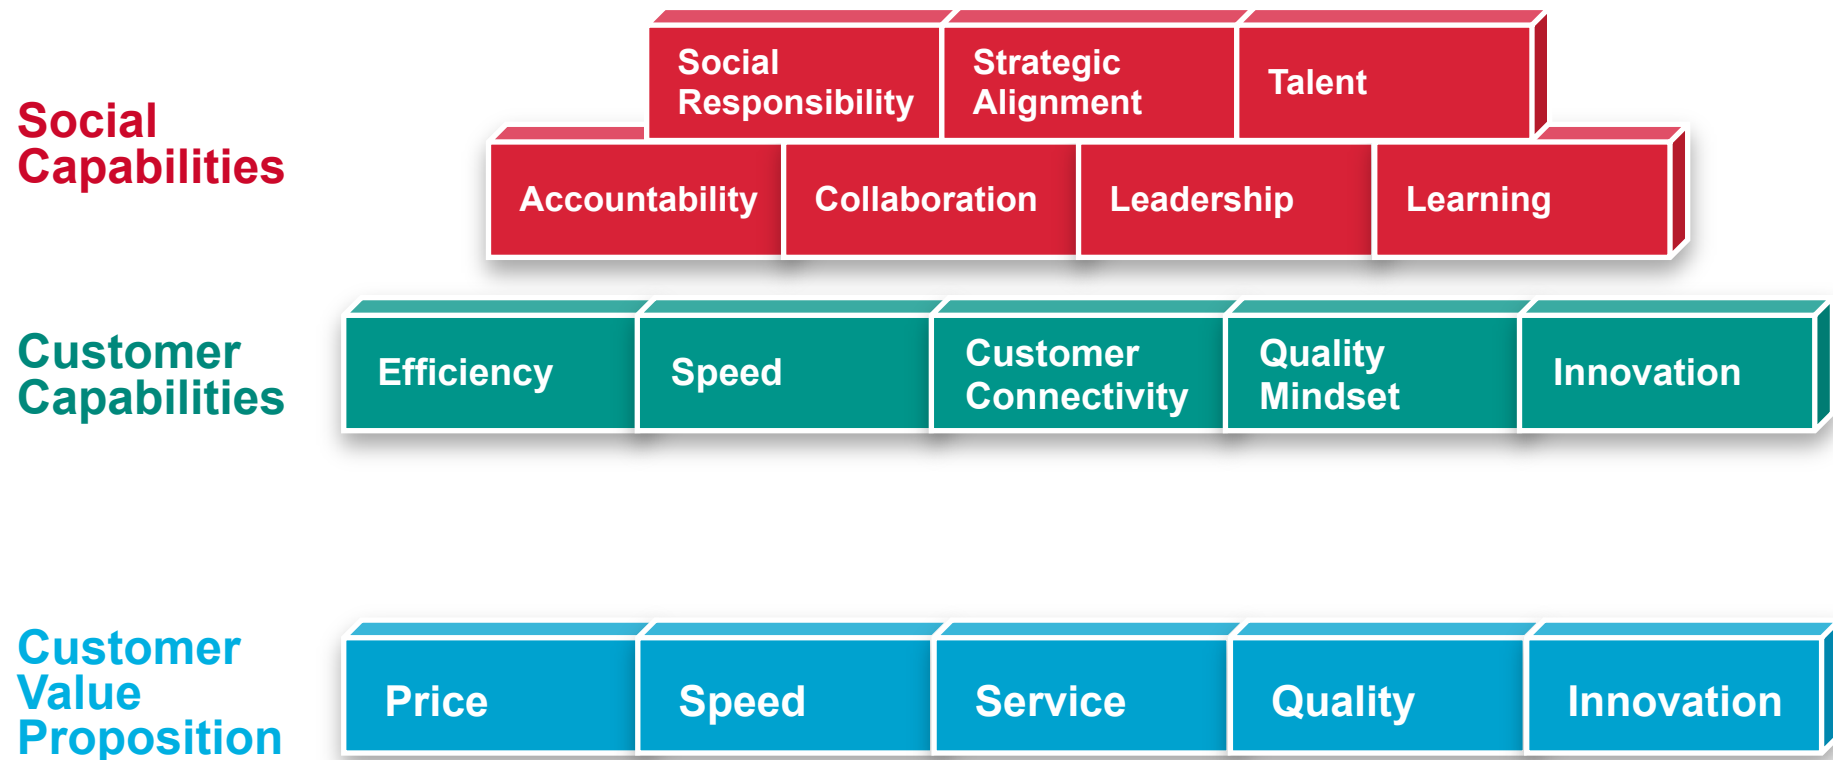 Social
Capabilities
Social
Responsibility
Strategic
Alignment
Talent
Accountability
Collaboration
Leadership
Learning
Customer
Capabilities
Efficiency
Speed
Customer
Connectivity
Quality
Mindset
Innovation
Customer
Value
Proposition
Price
Speed
Service
Quality
Innovation